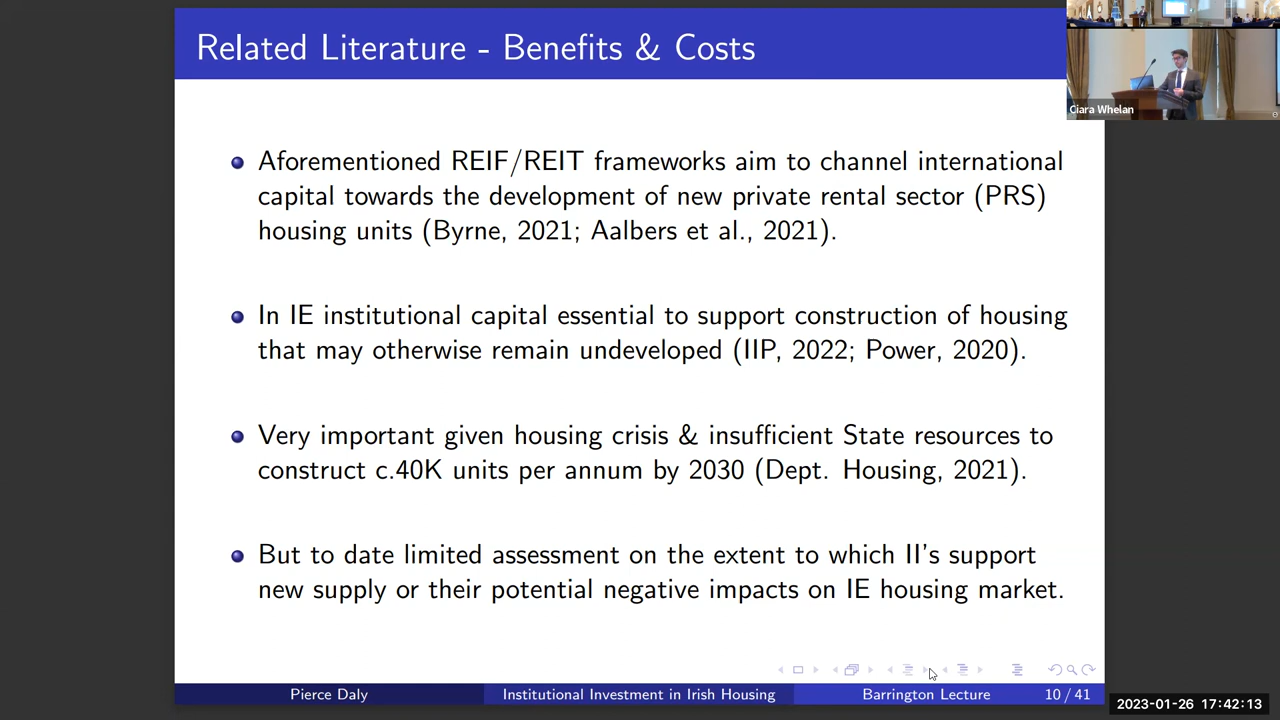 Related Literature - Benefits & Costs
Ciara Whelan
Aforementioned REIF/REIT frameworks aim to channel international
capital towards the development of new private rental sector (PRS)
housing units (Byrne, 2021; Aalbers et al., 2021).
In IE institutional capital essential to support construction of housing
that may otherwise remain undeveloped (IIP, 2022; Power, 2020).
Very important given housing crisis & insufficient State resources to
construct c.40K units per annum by 2030 (Dept. Housing, 2021).
But to date limited assessment on the extent to which II's support
new supply or their potential negative impacts on IE housing market.
Pierce Daly Institutional Investment in Irish Housing Barrington Lecture 10 / 41
2023-01-26 17:42:13